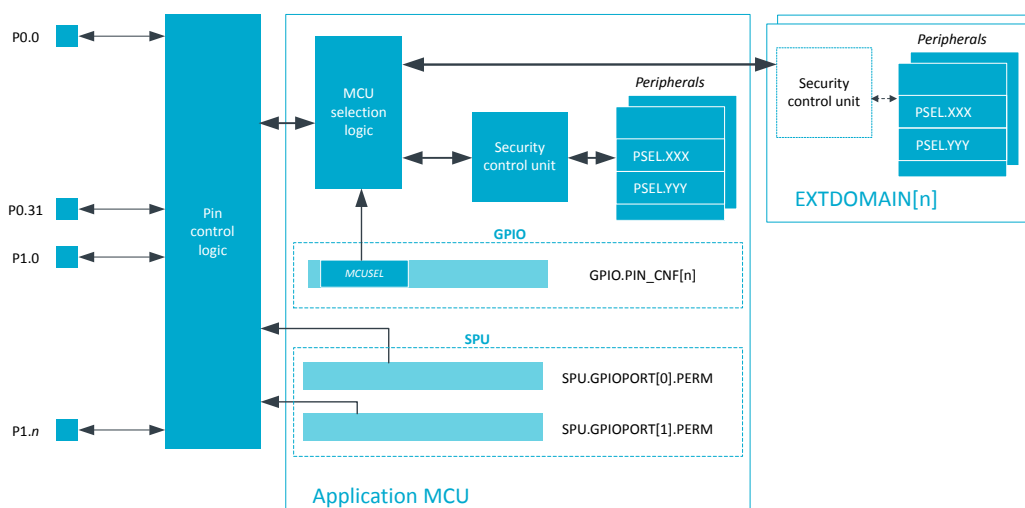 P0.0
P0.31
P1.0
P1.n
Pin
control
logic
MCU
selection
logic
Security
control unit
Peripherals
PSEL.XXX
PSEL.YYY
GPIO
MCUSEL
GPIO.PIN_CNF[n]
SPU
SPU.GPIOPORT[0].PERM
SPU.GPIOPORT[1].PERM
Application MCU
Peripherals
Security
control unit
PSEL.XXX
PSEL.YYY
EXTDOMAIN[n]